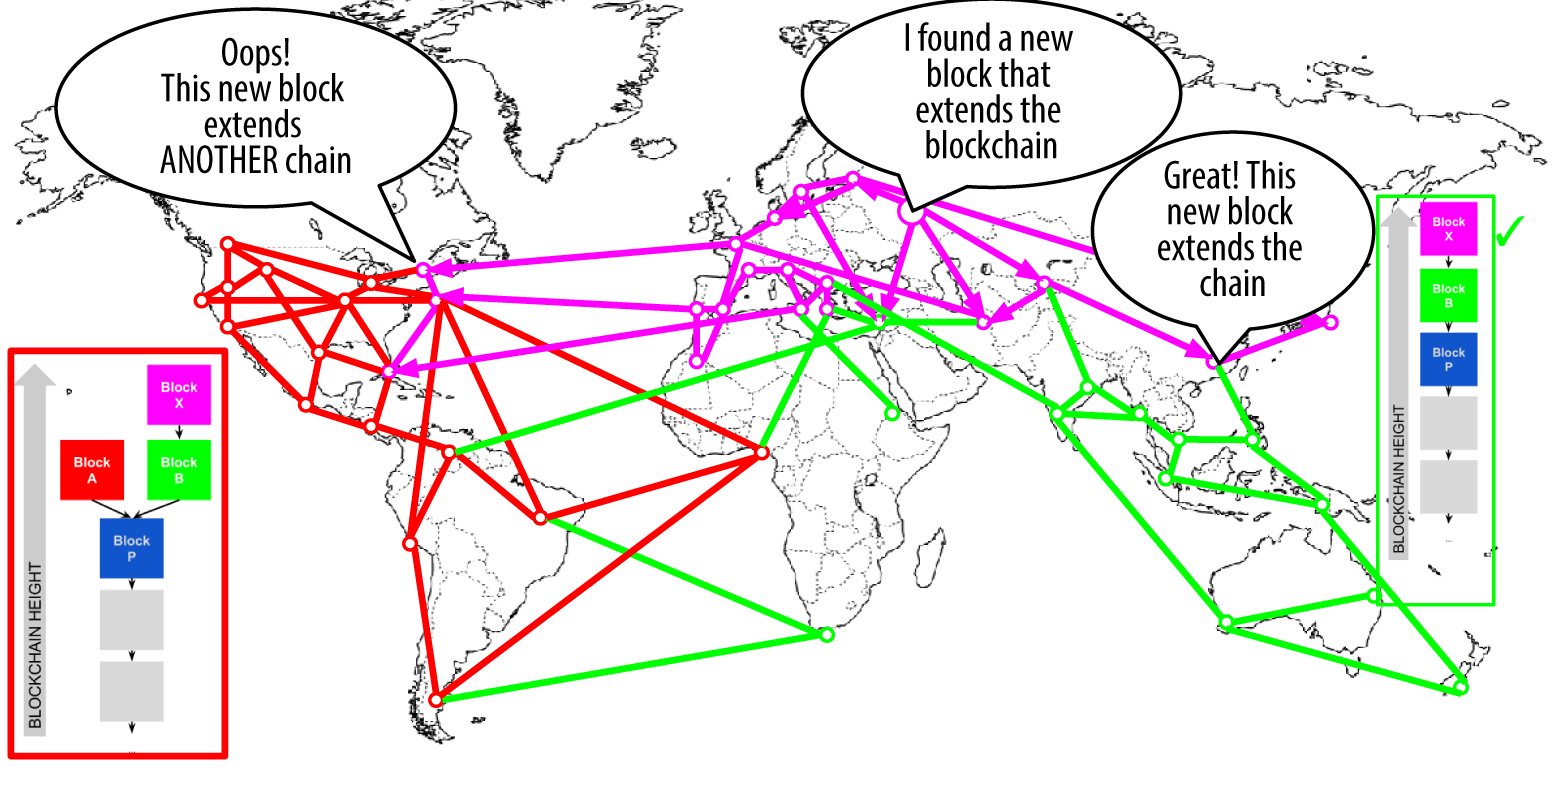 Oops!
This new block
extends
ANOTHER chain
I found a new
block that
extends the
blockchain
Great! This
new block
extends the
chain
BLOCKCHAIN HEIGHT
Block
X
Block
A
Block
B
Block
P
...
BLOCKCHAIN HEIGHT
Block
X
Block
B
Block
P
...